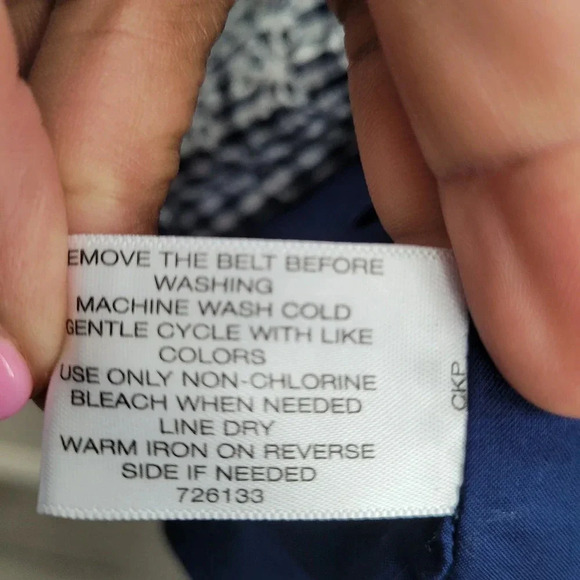 EMOVE THE BELT BEFORE
WASHING
MACHINE WASH COLD
GENTLE CYCLE WITH LIKE
COLORS
USE ONLY NON-CHLORINE
BLEACH WHEN NEEDED
LINE DRY
WARM IRON ON REVERSE
SIDE IF NEEDED
726133
CKP